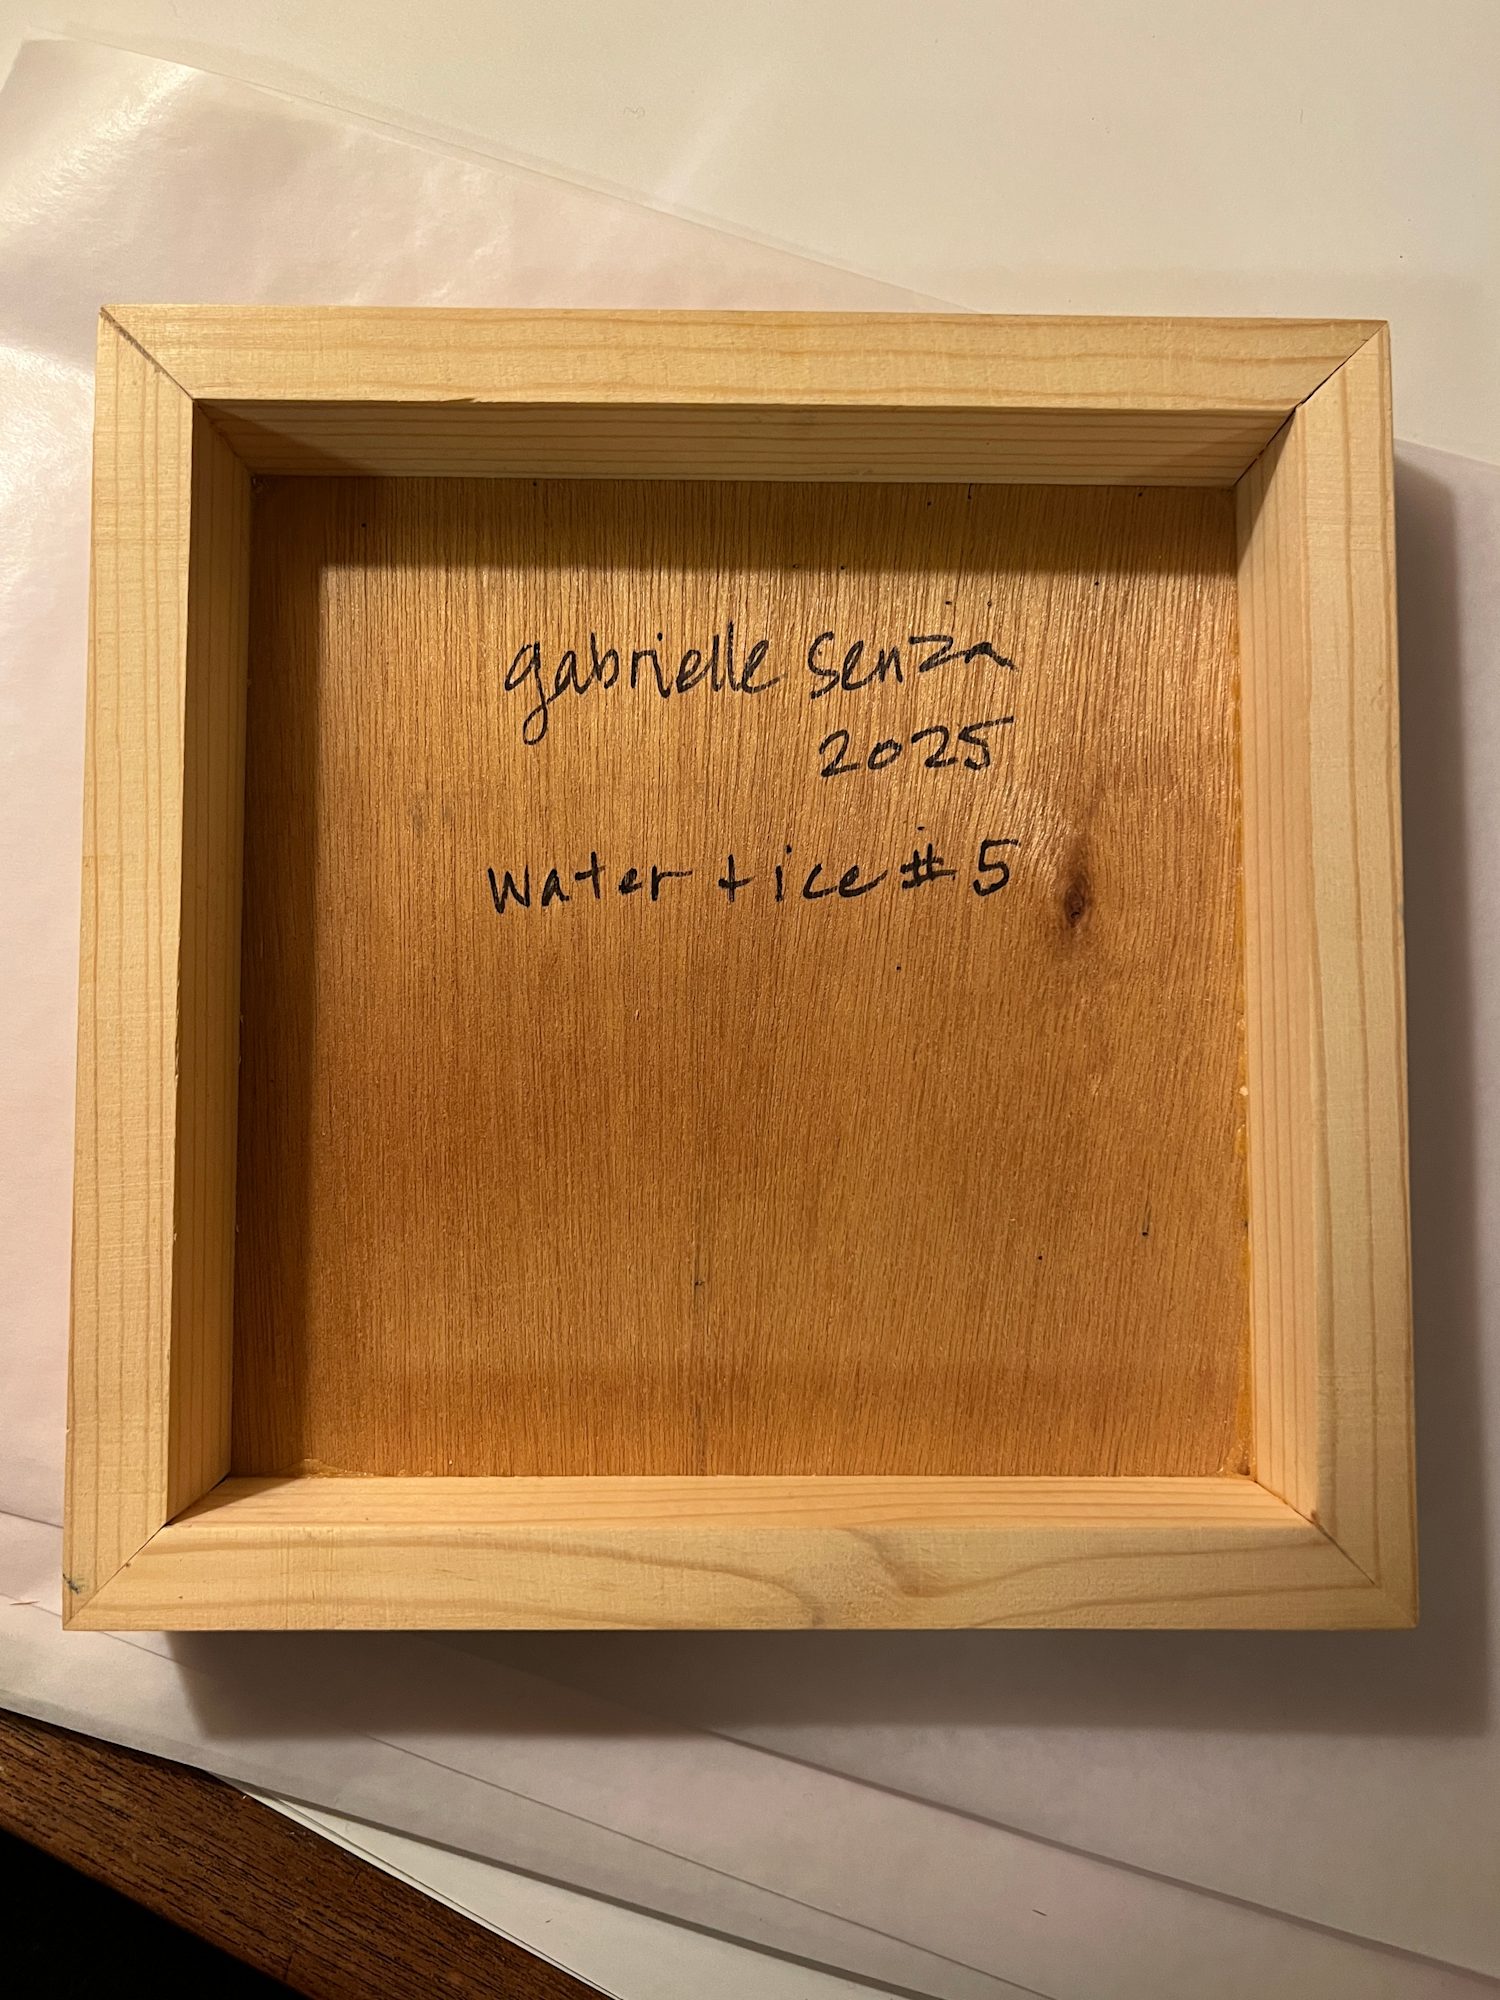 gabrielle senza
2025
water + ice #5